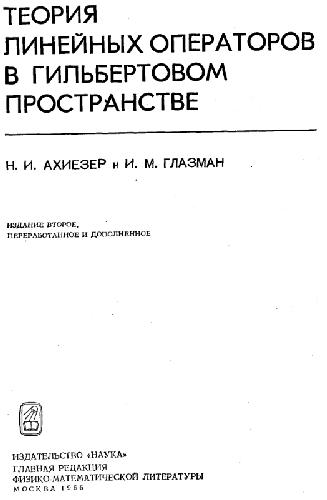 ТЕОРИЯ
ЛИНЕЙНЫХ ОПЕРАТОРОВ
В ГИЛЬБЕРТОВОМ
ПРОСТРАНСТВЕ
Н. И. АХИЕЗЕР и И. М. ГЛАЗМАН
ИЗДАНИЕ ВТОРОЕ,
ПЕРЕРАБОТАННОЕ И ДОПОЛНЕННОЕ
ИЗДАТЕЛЬСТВО «НАУКА»
ГЛАВНАЯ РЕДАКЦИЯ
ФИЗИКО-МАТЕМАТИЧЕСКОЙ ЛИТЕРАТУРЫ
МОСКВА 1966